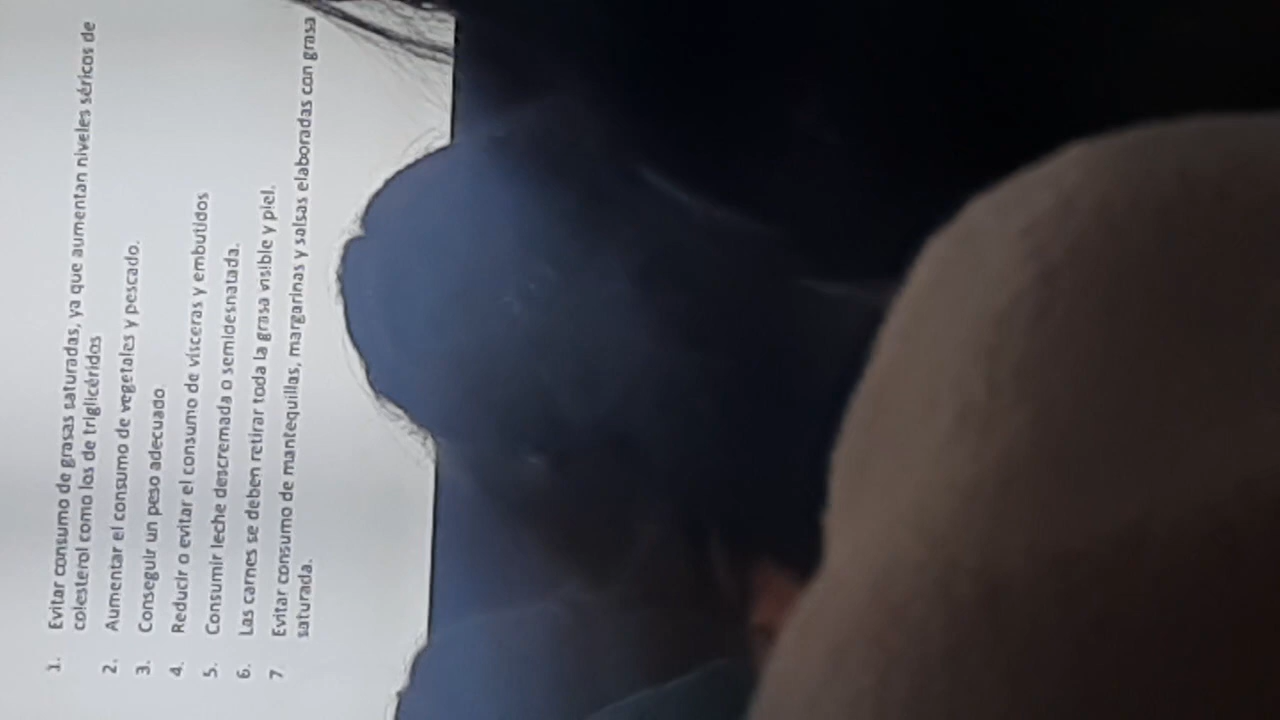 1. Evitar consumo de grasas saturadas, ya que aumentan niveles séricos de
colesterol como los de triglicéridos
2. Aumentar el consumo de vegetales y pescado.
3. Conseguir un peso adecuado
4. Reducir o evitar el consumo de vísceras y embutidos
5. Consumir leche descremada o semidesnatada.
6. Las carnes se deben retirar toda la grasa visible y piel.
7 Evitar consumo de mantequillas, margarinas y salsas elaboradas con grasa
saturada.